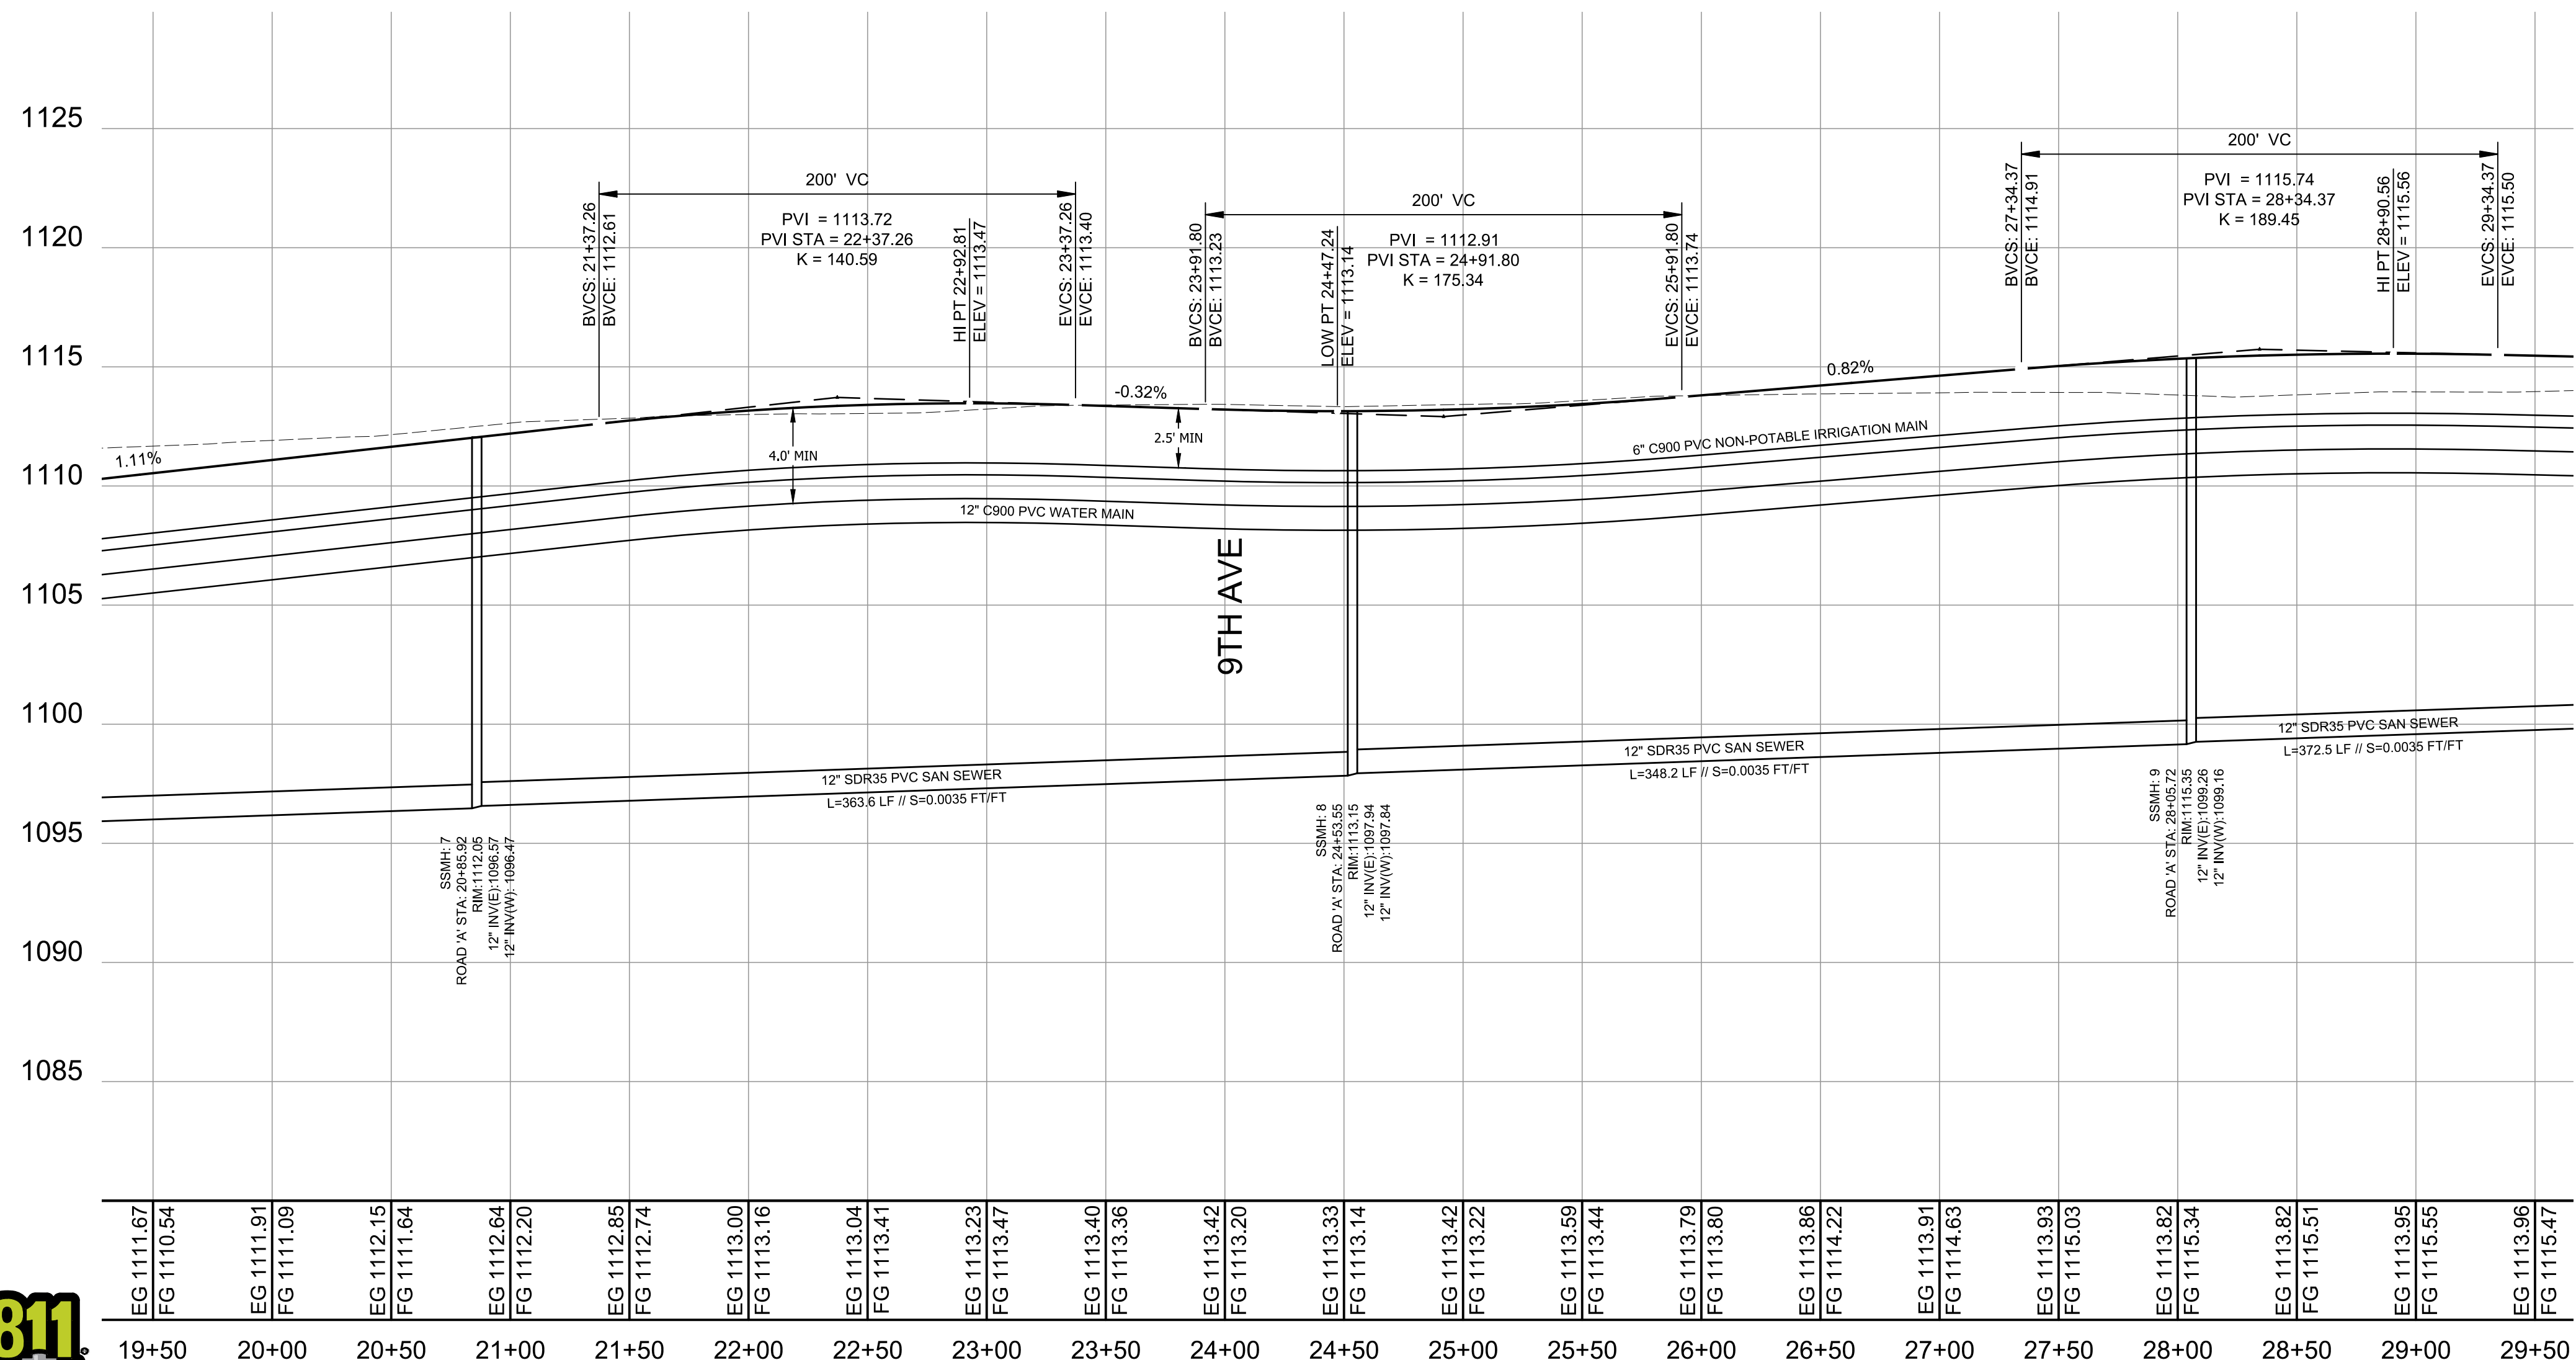 1125
1120
1115
1110
1105
1100
1095
1090
1085
200' VC
BVCS: 21+37.26
BVCE: 1112.61
PVI = 1113.72
PVI STA = 22+37.26
K = 140.59
HI PT 22+92.81
ELEV = 1113.47
EVCS: 23+37.26
EVCE: 1113.40
200' VC
BVCS: 23+91.80
BVCE: 1113.23
LOW PT 24+47.24
ELEV = 1113.14
PVI = 1112.91
PVI STA = 24+91.80
K = 175.34
EVCS: 25+91.80
EVCE: 1113.74
200' VC
BVCS: 27+34.37
BVCE: 1114.91
PVI = 1115.74
PVI STA = 28+34.37
K = 189.45
HI PT 28+90.56
ELEV = 1115.56
EVCS: 29+34.37
EVCE: 1115.50
1.11%
-0.32%
0.82%
4.0' MIN
2.5' MIN
6" C900 PVC NON-POTABLE IRRIGATION MAIN
12" C900 PVC WATER MAIN
9TH AVE
12" SDR35 PVC SAN SEWER
L=363.6 LF // S=0.0035 FT/FT
12" SDR35 PVC SAN SEWER
L=348.2 LF // S=0.0035 FT/FT
12" SDR35 PVC SAN SEWER
L=372.5 LF // S=0.0035 FT/FT
SSMH: 7
ROAD 'A' STA: 20+85.92
RIM:1112.05
12" INV(E):1096.57
12" INV(W): 1096.47
SSMH: 8
ROAD 'A' STA: 24+53.55
RIM:1113.15
12" INV(E):1097.94
12" INV(W):1097.84
SSMH: 9
ROAD 'A' STA: 28+05.72
RIM:1115.35
12" INV(E):1099.26
12" INV(W):1099.16
EG 1111.67
FG 1110.54
EG 1111.91
FG 1111.09
EG 1112.15
FG 1111.64
EG 1112.64
FG 1112.20
EG 1112.85
FG 1112.74
EG 1113.00
FG 1113.16
EG 1113.04
FG 1113.41
EG 1113.23
FG 1113.47
EG 1113.40
FG 1113.36
EG 1113.42
FG 1113.20
EG 1113.33
FG 1113.14
EG 1113.42
FG 1113.22
EG 1113.59
FG 1113.44
EG 1113.79
FG 1113.80
EG 1113.86
FG 1114.22
EG 1113.91
FG 1114.63
EG 1113.93
FG 1115.03
EG 1113.82
FG 1115.34
EG 1113.82
FG 1115.51
EG 1113.95
FG 1115.55
EG 1113.96
FG 1115.47
811
19+50 20+00 20+50 21+00 21+50 22+00 22+50 23+00 23+50 24+00 24+50 25+00 25+50 26+00 26+50 27+00 27+50 28+00 28+50 29+00 29+50